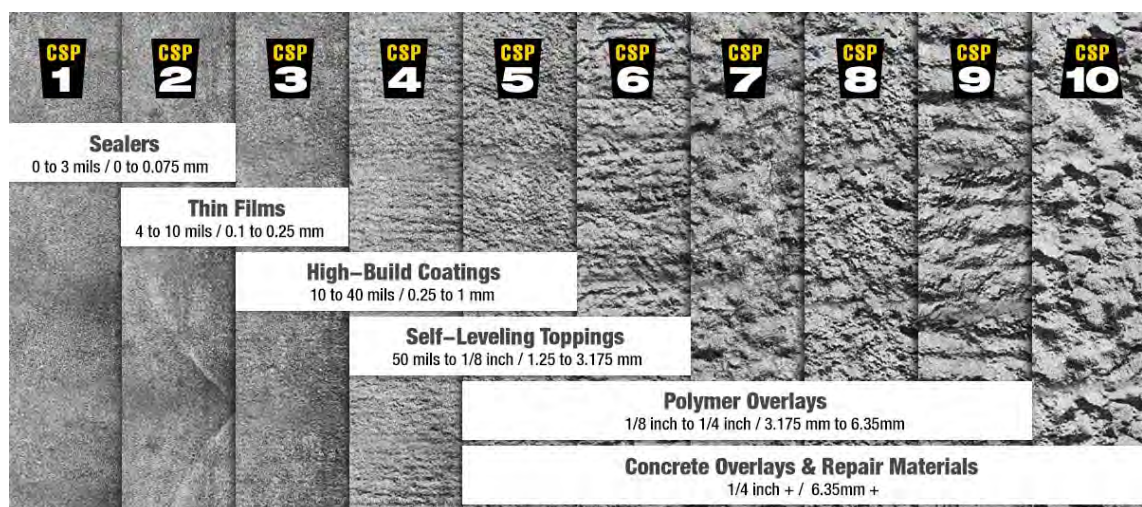 CSP CSP CSP CSP CSP CSP CSP CSP CSP CSP
1 2 3 4 5 6 7 8 9 10
Sealers
0 to 3 mils / 0 to 0.075 mm
Thin Films
4 to 10 mils / 0.1 to 0.25 mm
High–Build Coatings
10 to 40 mils / 0.25 to 1 mm
Self–Leveling Toppings
50 mils to 1/8 inch / 1.25 to 3.175 mm
Polymer Overlays
1/8 inch to 1/4 inch / 3.175 mm to 6.35mm
Concrete Overlays & Repair Materials
1/4 inch + / 6.35mm +